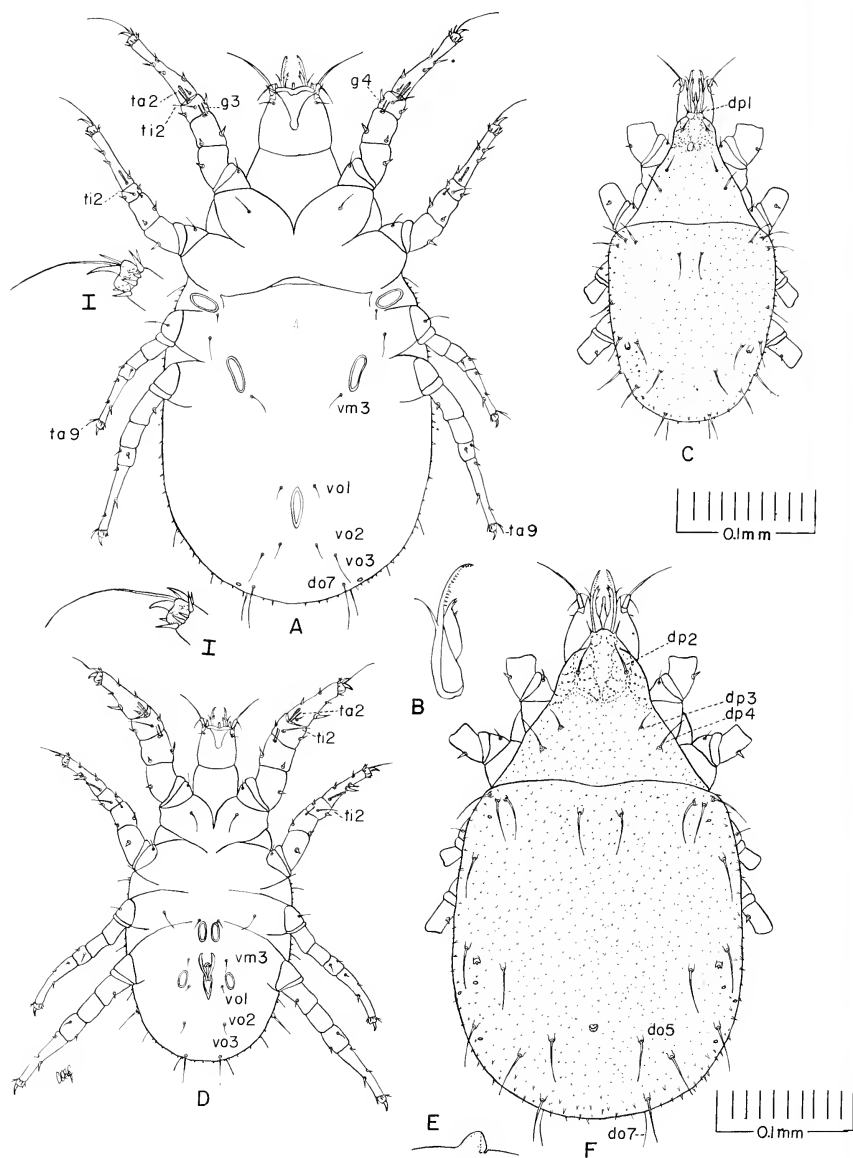 ta2
ti2
g3
g4
ti2
I
ta9
vm3
vo1
vo2
vo3
do7
ta9
A
dp1
C
0.1mm
I
B
ta2
ti2
ti2
vm3
vo1
vo2
vo3
D
dp2
dp3
dp4
do5
do7
E
F
0.1mm